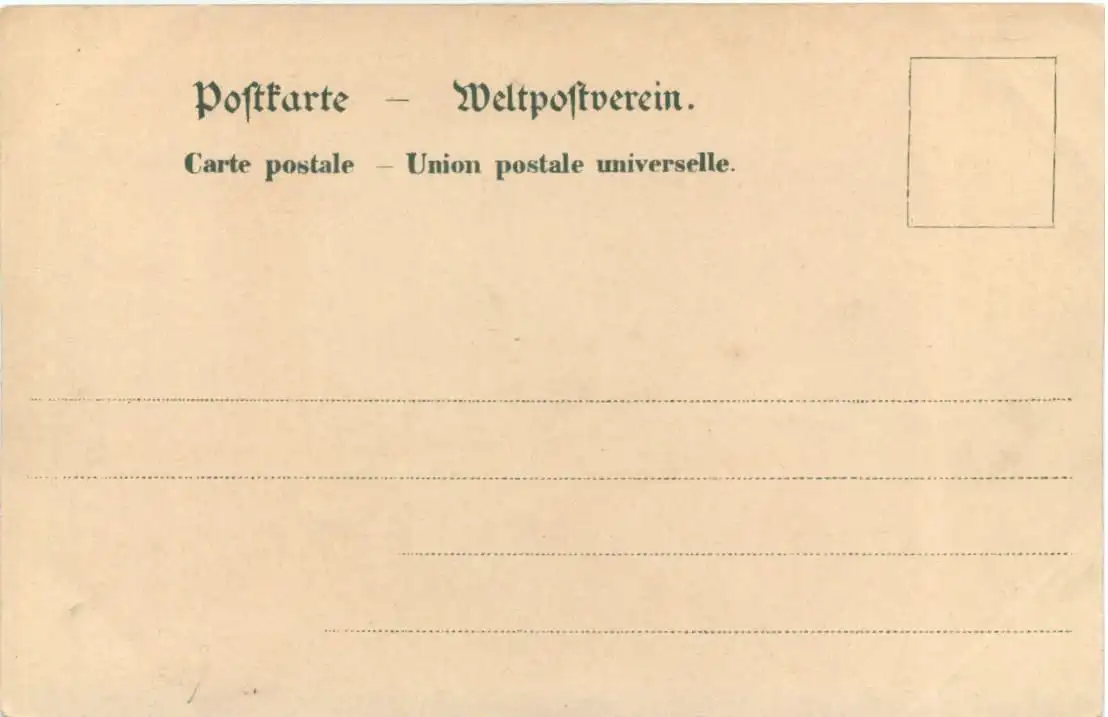 Postkarte – Weltpostverein.
Carte postale – Union postale universelle.